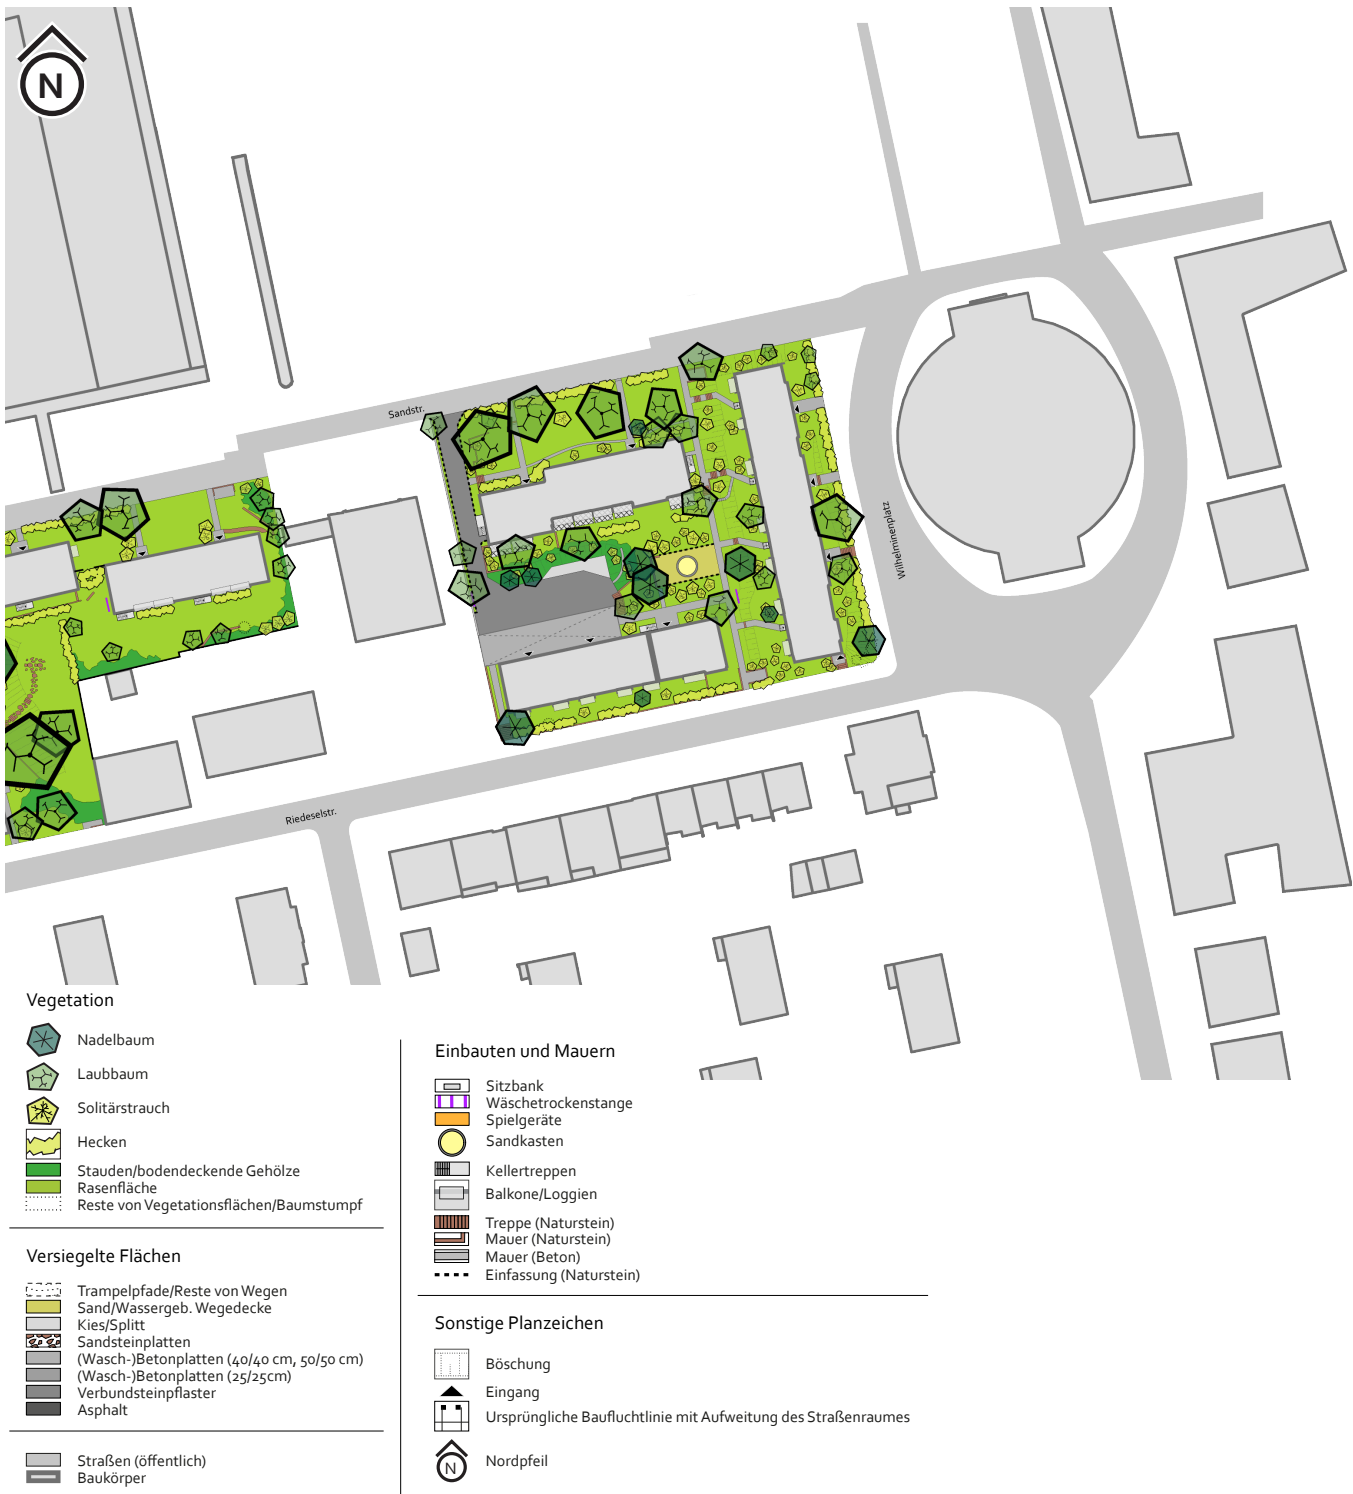 N
Sandstr.
Wilhelminenplatz
Riedeselstr.
Vegetation
Nadelbaum
Laubbaum
Solitärstrauch
Hecken
Stauden/bodendeckende Gehölze
Rasenfläche
Reste von Vegetationsflächen/Baumstumpf
Versiegelte Flächen
Trampelpfade/Reste von Wegen
Sand/Wassergeb. Wegedecke
Kies/Splitt
Sandsteinplatten
(Wasch-)Betonplatten (40/40 cm, 50/50 cm)
(Wasch-)Betonplatten (25/25cm)
Verbundsteinpflaster
Asphalt
Straßen (öffentlich)
Baukörper
Einbauten und Mauern
Sitzbank
Wäschetrockenstange
Spielgeräte
Sandkasten
Kellertreppen
Balkone/Loggien
Treppe (Naturstein)
Mauer (Naturstein)
Mauer (Beton)
Einfassung (Naturstein)
Sonstige Planzeichen
Böschung
Eingang
Ursprüngliche Baufluchtlinie mit Aufweitung des Straßenraumes
N
Nordpfeil